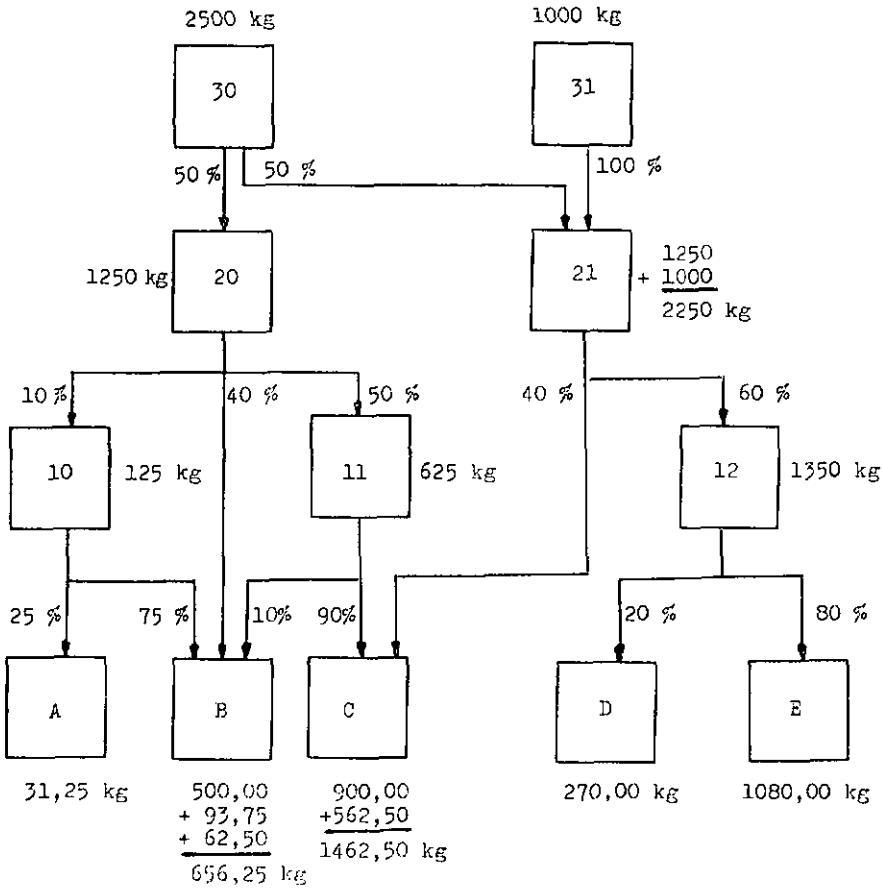 2500 kg
1000 kg
30
31
50 %
50 %
100 %
1250 kg
20
21
1250
+ 1000
2250 kg
10 %
40 %
50 %
40 %
60 %
10
125 kg
11
625 kg
12
1350 kg
25 %
75 %
10%
90%
20 %
80 %
A
B
C
D
E
31,25 kg
500,00
+ 93,75
+ 62,50
656,25 kg
900,00
+562,50
1462,50 kg
270,00 kg
1080,00 kg